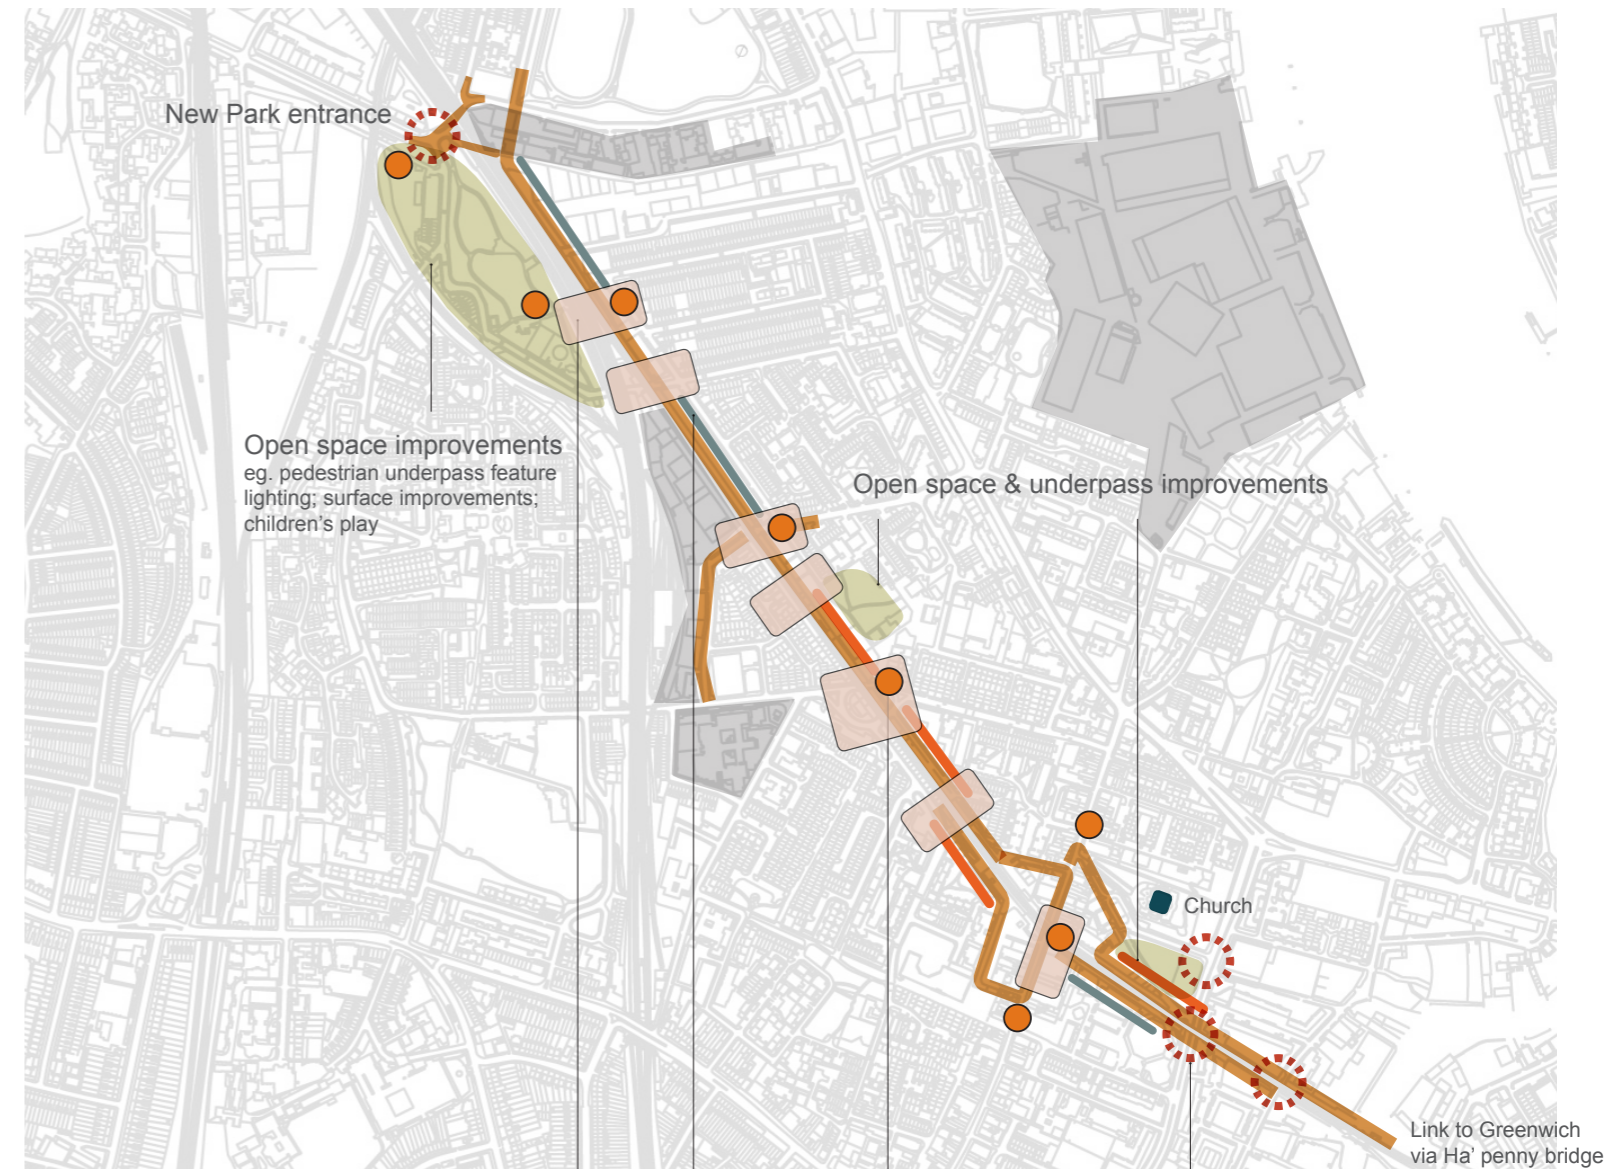 New Park entrance
Open space improvements
eg. pedestrian underpass feature
lighting; surface improvements;
children's play
Open space & underpass improvements
Church
Link to Greenwich
via Ha' penny bridge